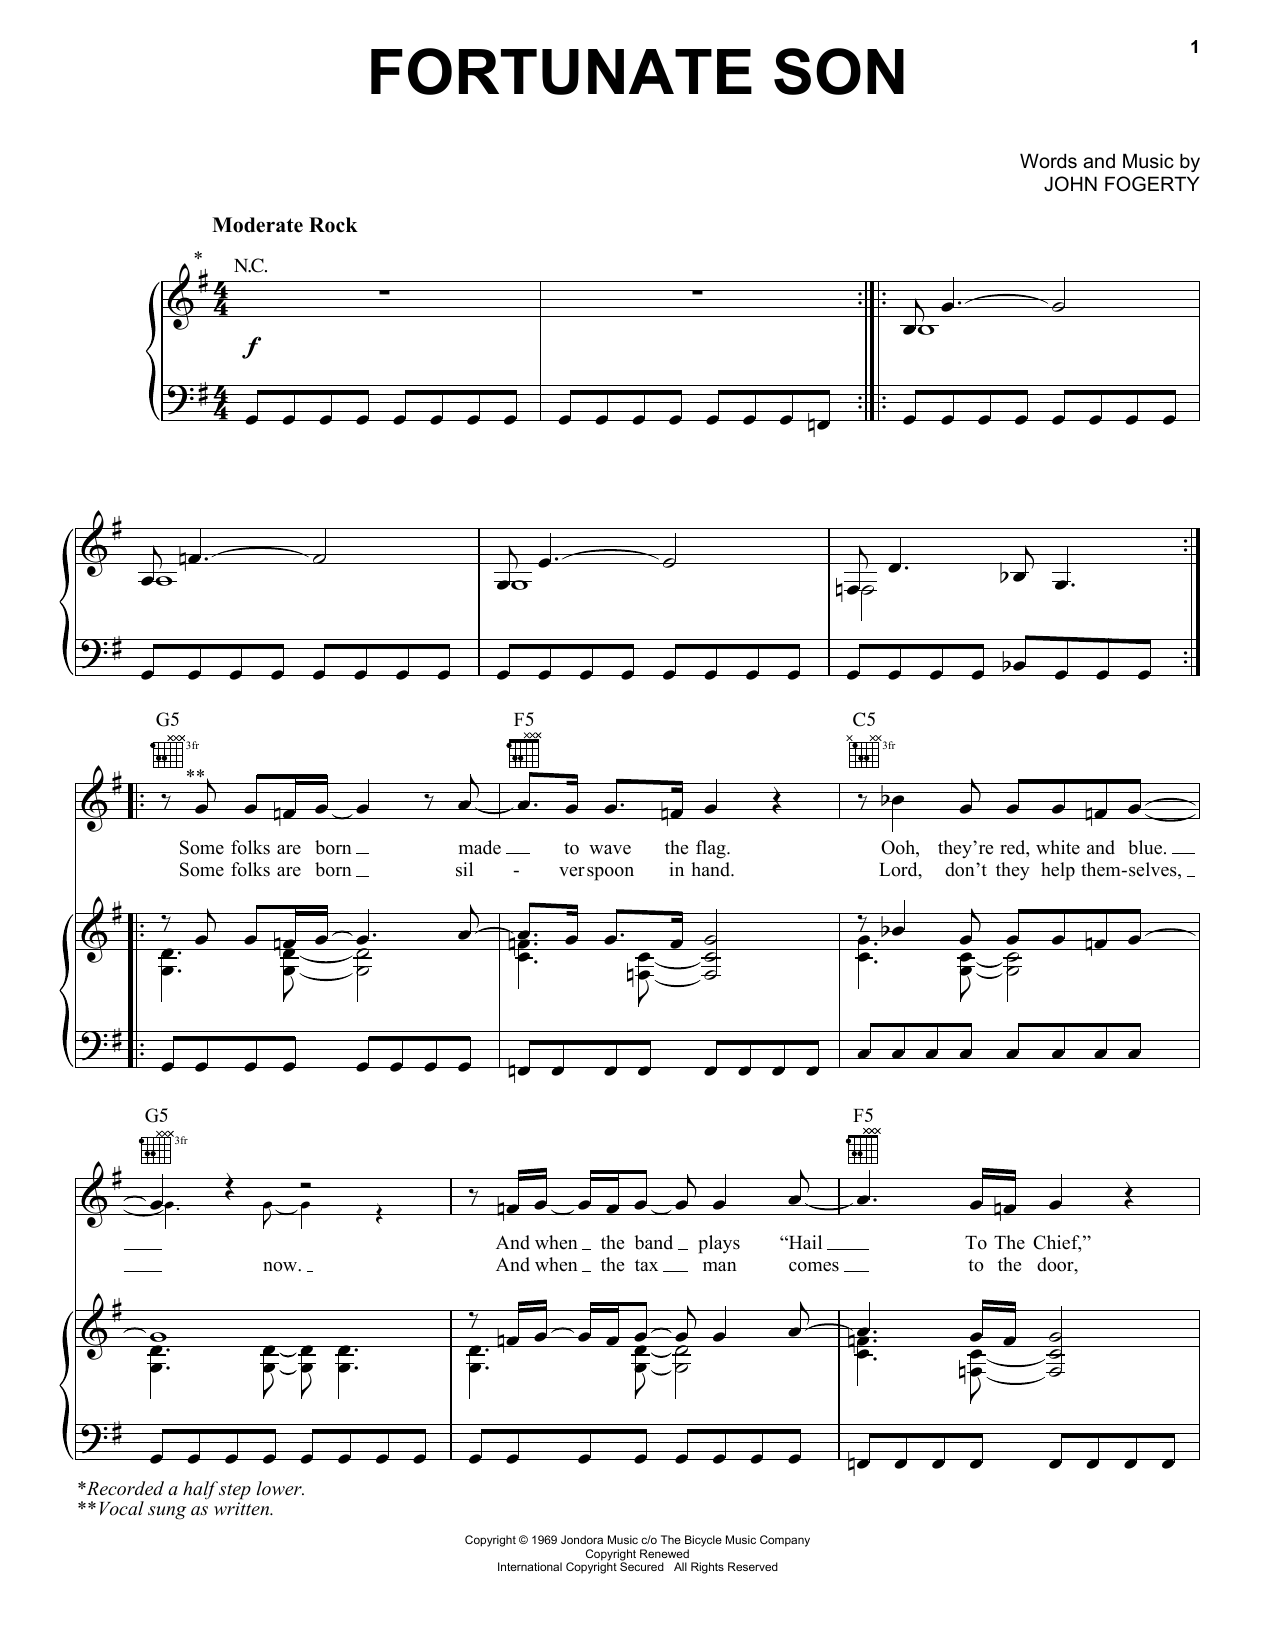 1
FORTUNATE SON
Words and Music by
JOHN FOGERTY
Moderate Rock
* N.C.
f
G5 F5 C5
3fr 3fr
**
Some folks are born made to wave the flag. Ooh, they're red, white and blue.
Some folks are born sil - ver spoon in hand. Lord, don't they help them-selves,
G5 F5
3fr
And when the band plays “Hail To The Chief,”
now. And when the tax man comes to the door,
*Recorded a half step lower.
**Vocal sung as written.
Copyright © 1969 Jondora Music c/o The Bicycle Music Company
Copyright Renewed
International Copyright Secured All Rights Reserved